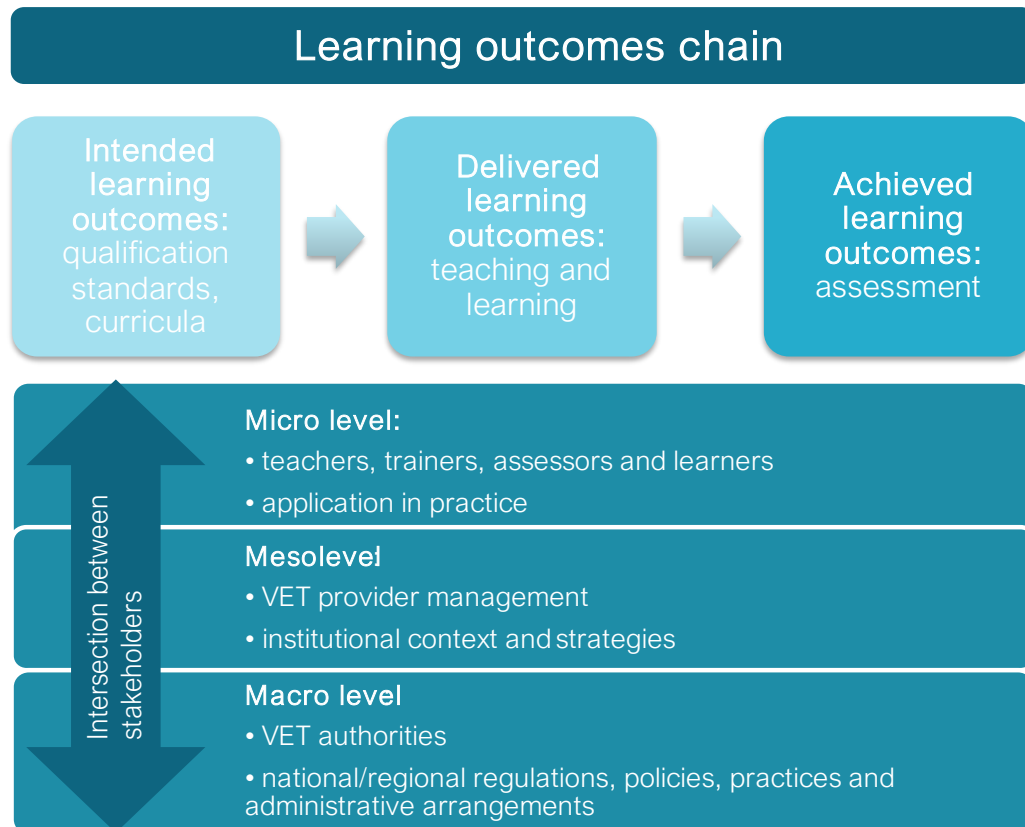 Learning outcomes chain
Intended
learning
outcomes:
qualification
standards,
curricula
Delivered
learning
outcomes:
teaching and
learning
Achieved
learning
outcomes:
assessment
Intersection between
stakeholders
Micro level:
• teachers, trainers, assessors and learners
• application in practice
Mesolevel:
• VET provider management
• institutional context and strategies
Macro level
• VET authorities
• national/regional regulations, policies, practices and
administrative arrangements